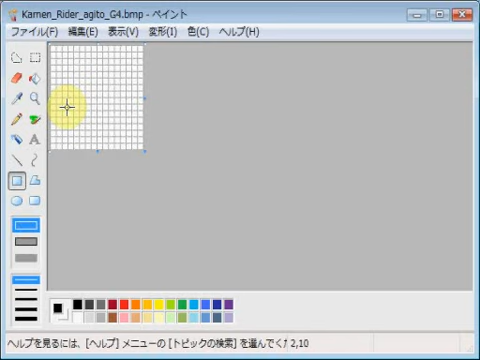 Kamen_Rider_agito_G4.bmp - ペイント
ファイル(F) 編集(E) 表示(V) 変形(I) 色(C) ヘルプ(H)
A
ヘルプを見るには、[ヘルプ] メニューの [トピックの検索] を選んでくだ 2,10